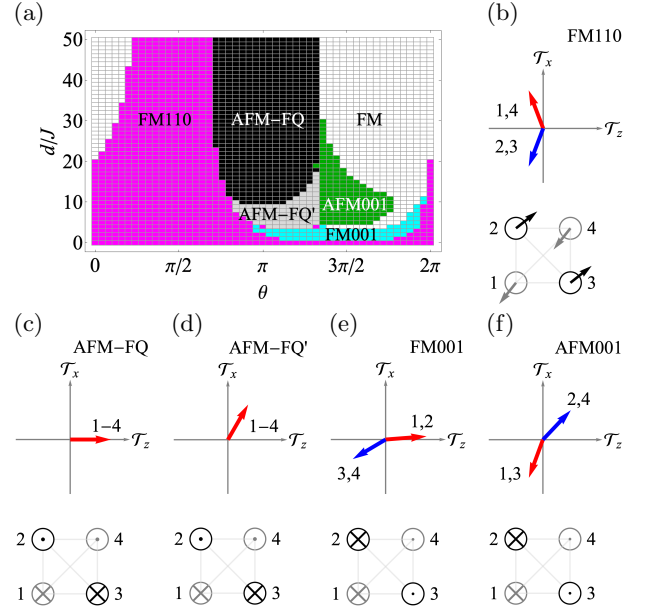 (a)
50
40
30
20
10
0
d/J
FM110
AFM−FQ
FM
AFM−FQ'
AFM001
FM001
0
π/2
π
3π/2
2π
θ
(b)
FM110
𝒯x
𝒯z
1,4
2,3
2
4
1
3
(c)
AFM−FQ
𝒯x
𝒯z
1−4
2
4
1
3
(d)
AFM−FQ'
𝒯x
𝒯z
1−4
2
4
1
3
(e)
FM001
𝒯x
𝒯z
1,2
3,4
2
4
1
3
(f)
AFM001
𝒯x
𝒯z
2,4
1,3
2
4
1
3